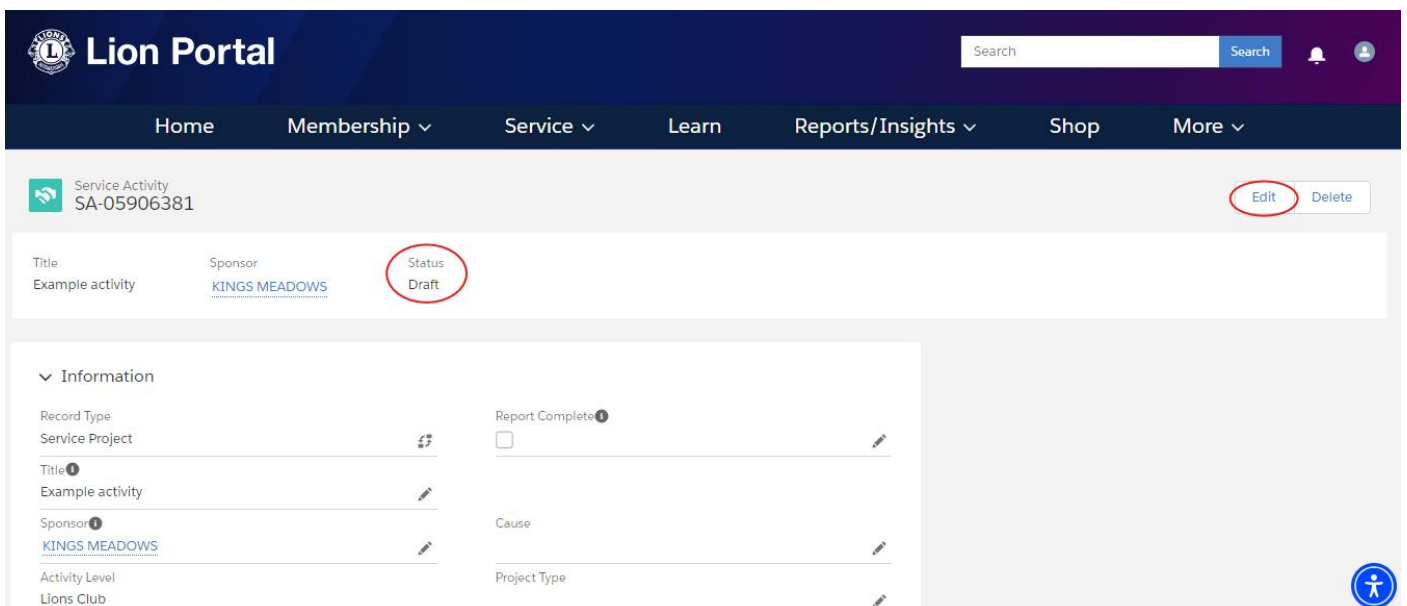 Lion Portal
Search Search
Home Membership Service Learn Reports/Insights Shop More
Service Activity
SA-05906381
Edit Delete
Title Sponsor Status
Example activity KINGS MEADOWS Draft
Information
Record Type Report Complete
Service Project
Title
Example activity
Sponsor Cause
KINGS MEADOWS
Activity Level Project Type
Lions Club